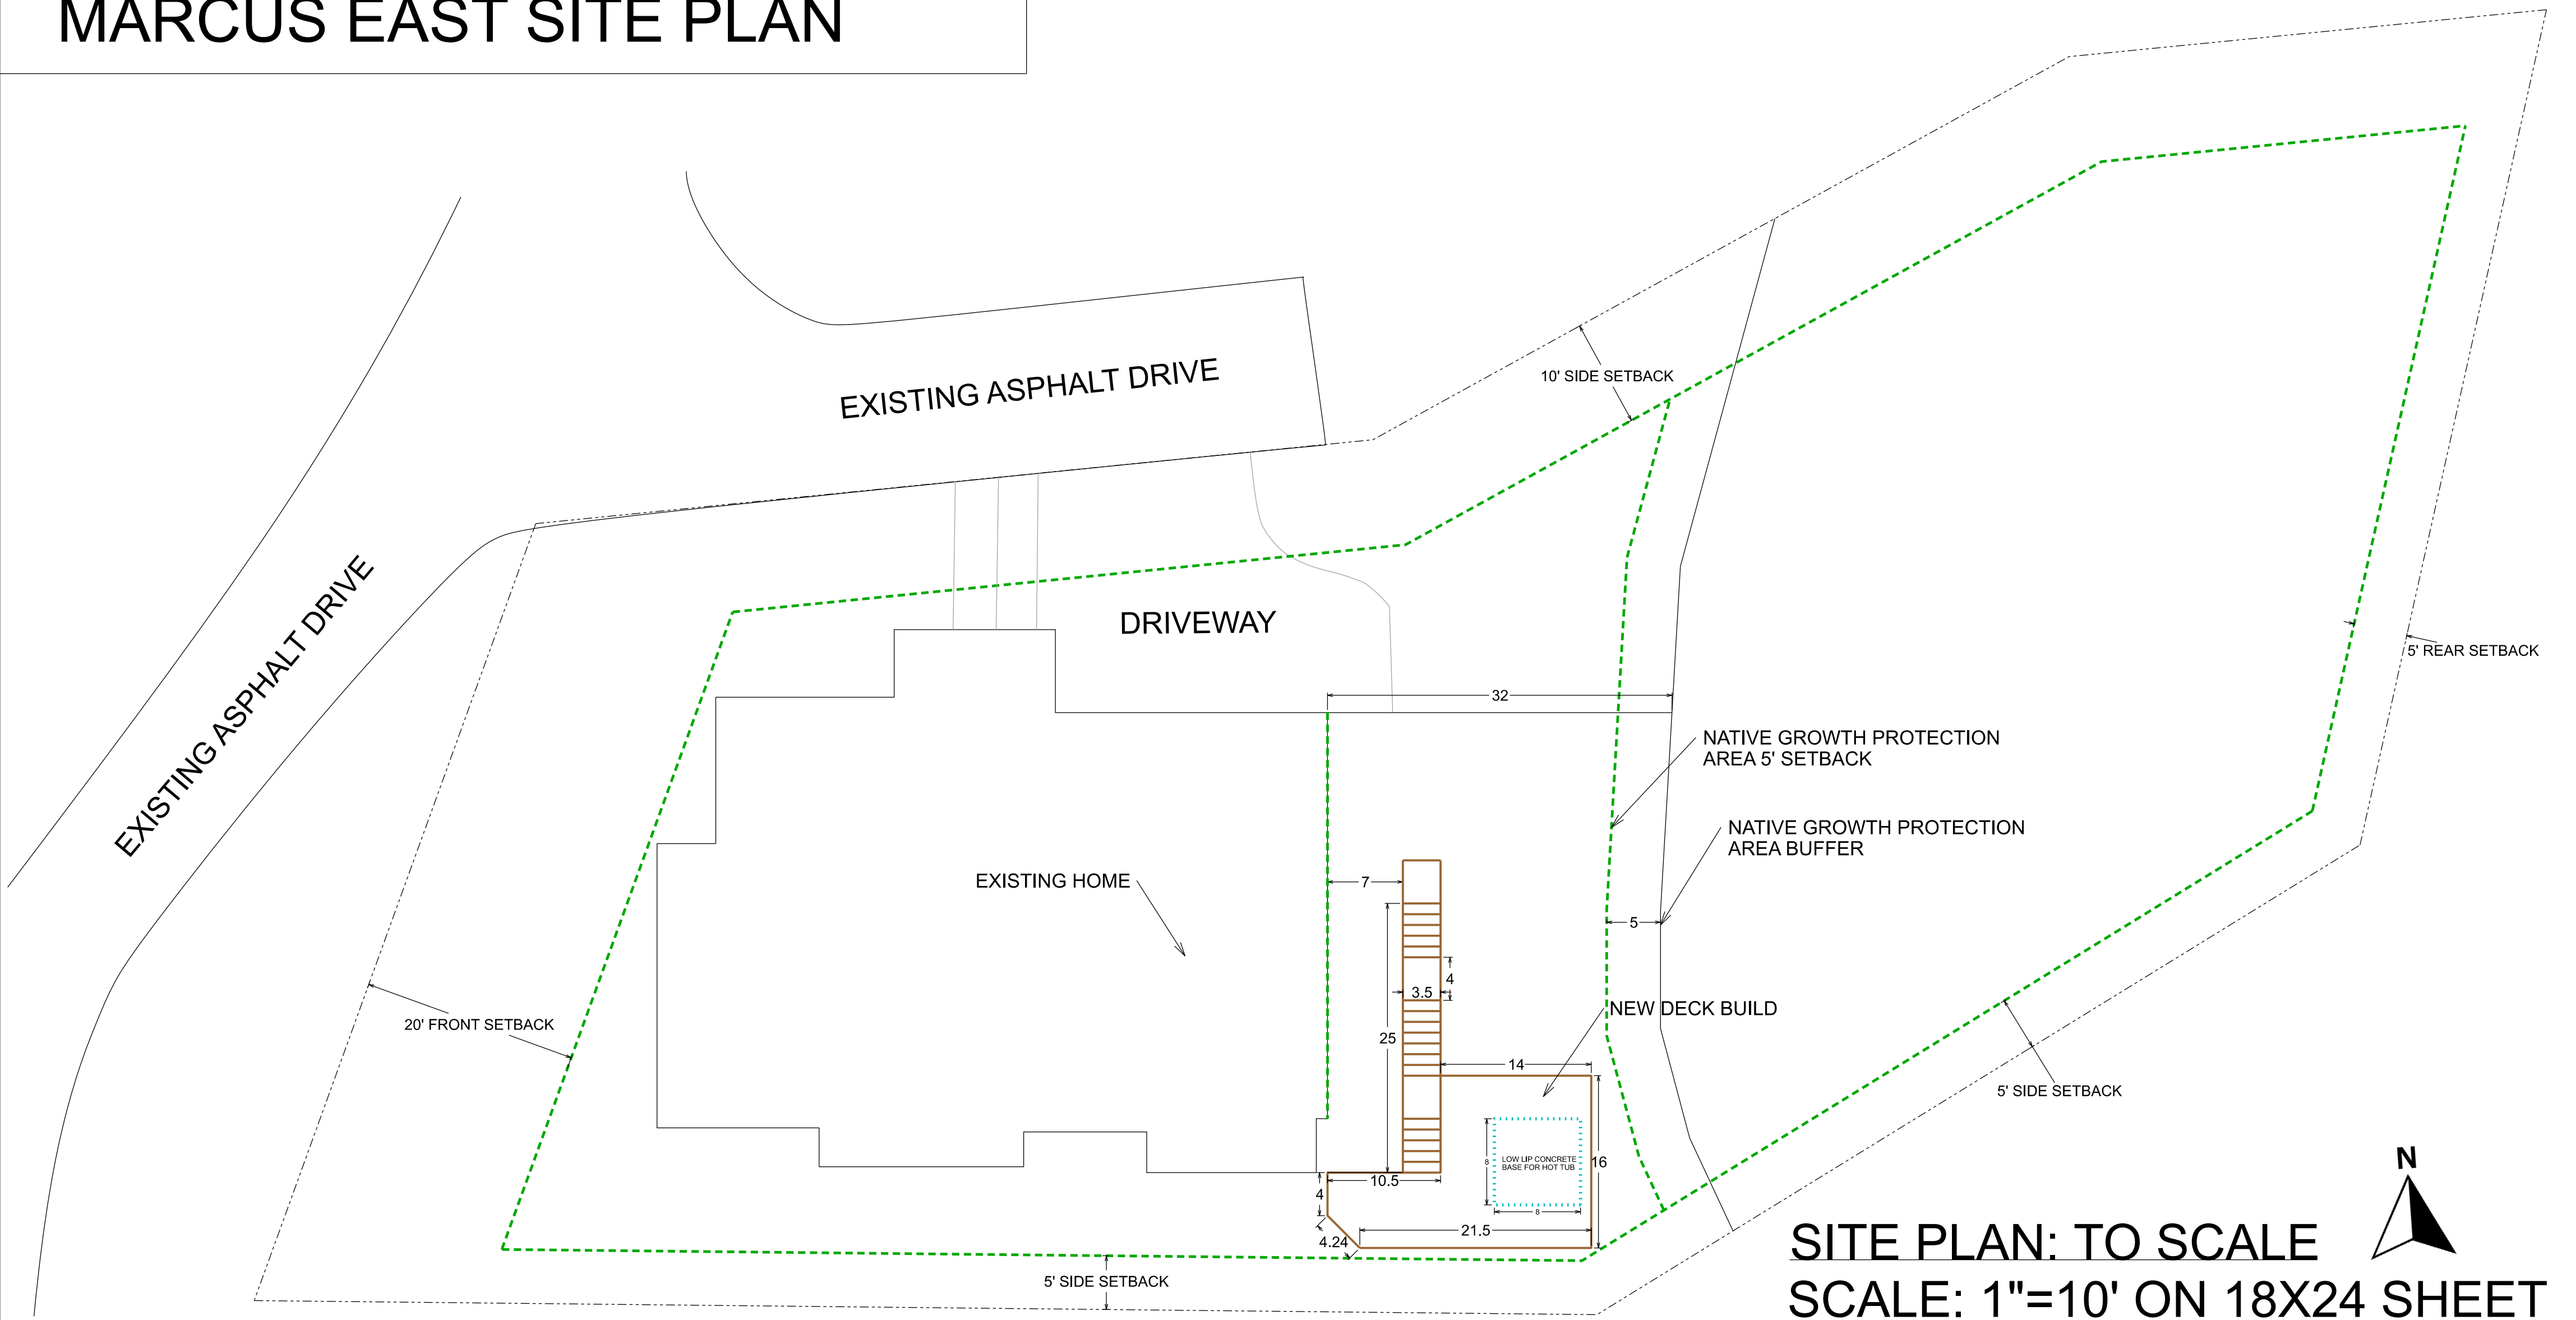 MARCUS EAST SITE PLAN
EXISTING ASPHALT DRIVE
10' SIDE SETBACK
EXISTING ASPHALT DRIVE
DRIVEWAY
5' REAR SETBACK
32
NATIVE GROWTH PROTECTION
AREA 5' SETBACK
NATIVE GROWTH PROTECTION
AREA BUFFER
EXISTING HOME
7
5
4
3.5
NEW DECK BUILD
20' FRONT SETBACK
25
14
5' SIDE SETBACK
8
LOW LIP CONCRETE
BASE FOR HOT TUB
16
N
10.5
4
8
21.5
4.24
5' SIDE SETBACK
SITE PLAN: TO SCALE
SCALE: 1"=10' ON 18X24 SHEET